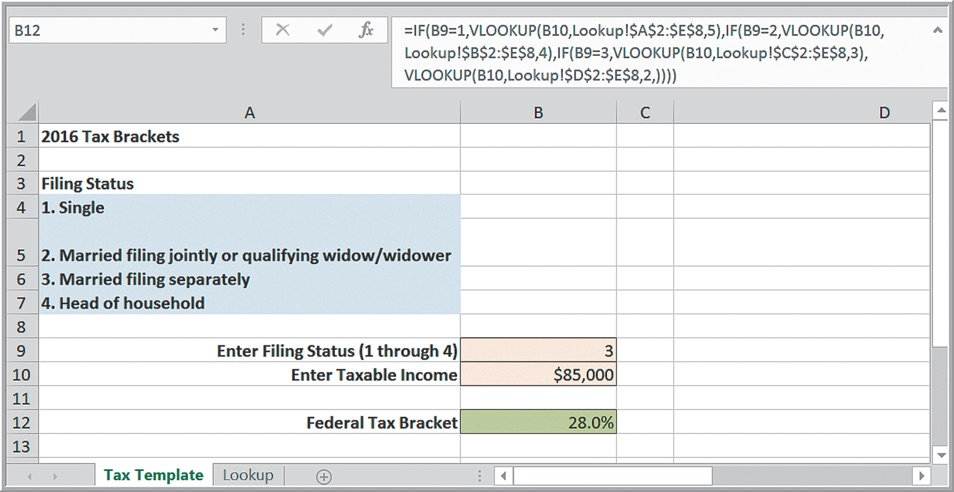 B12
fx
=IF(B9=1,VLOOKUP(B10,Lookup!$A$2:$E$8,5),IF(B9=2,VLOOKUP(B10,
Lookup!$B$2:$E$8,4),IF(B9=3,VLOOKUP(B10,Lookup!$C$2:$E$8,3),
VLOOKUP(B10,Lookup!$D$2:$E$8,2,))))
A B C D
1 2016 Tax Brackets
2
3 Filing Status
4 1. Single
5 2. Married filing jointly or qualifying widow/widower
6 3. Married filing separately
7 4. Head of household
8
9 Enter Filing Status (1 through 4) 3
10 Enter Taxable Income $85,000
11
12 Federal Tax Bracket 28.0%
13
Tax Template Lookup